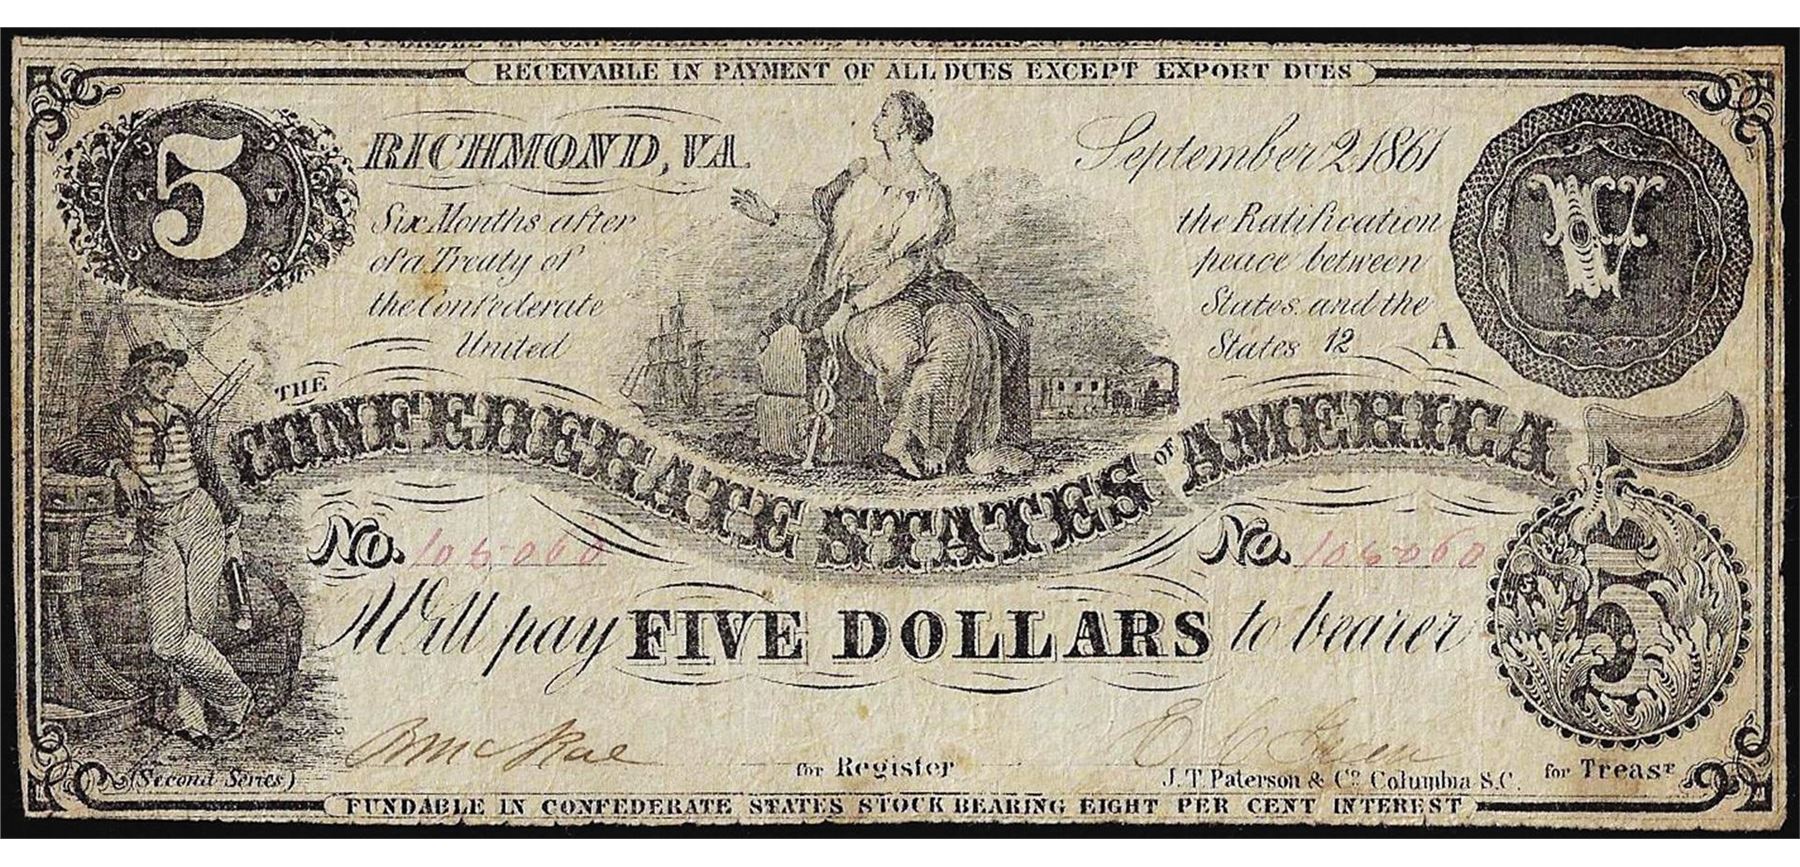 RECEIVABLE IN PAYMENT OF ALL DUES EXCEPT EXPORT DUES
5
RICHMOND, VA.
September 2, 1861
V
Six Months after the Ratification
of a Treaty of peace between
the Confederate States and the
United States 12 A
THE
CONFEDERATE STATES OF AMERICA
No. 105060
No. 105060
Will pay FIVE DOLLARS to bearer
5
for Register
J. T. Paterson & Co. Columbia S.C.
for Treasr
(Second Series)
FUNDABLE IN CONFEDERATE STATES STOCK BEARING EIGHT PER CENT INTEREST